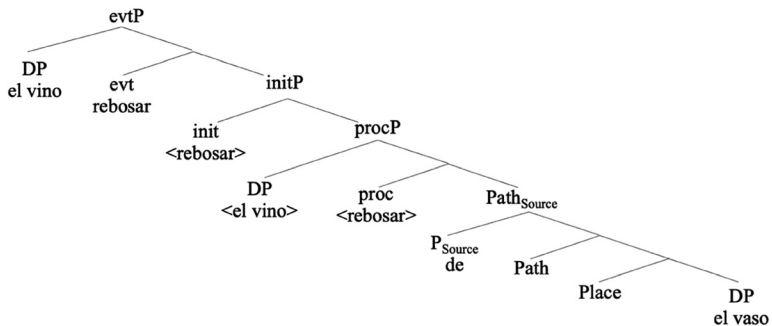 evtP
DP
el vino
evt
rebosar
initP
init
<rebosar>
procP
DP
<el vino>
proc
<rebosar>
PathSource
PSource
de
Path
Place
DP
el vaso